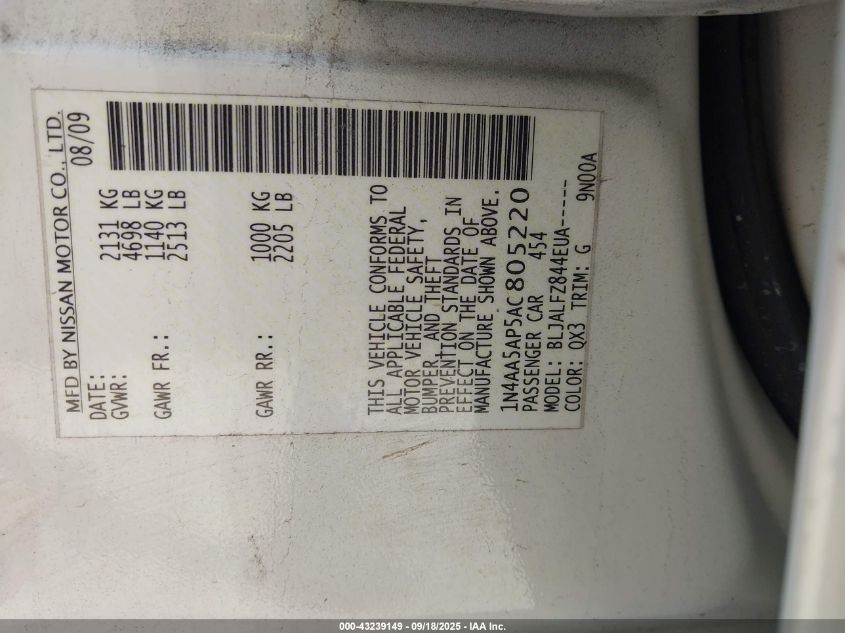 MFD BY NISSAN MOTOR CO., LTD.
DATE: 08/09
GVWR: 2131 KG
4698 LB
GAWR FR.: 1140 KG
2513 LB
GAWR RR.: 1000 KG
2205 LB
THIS VEHICLE CONFORMS TO
ALL APPLICABLE FEDERAL
MOTOR VEHICLE SAFETY,
BUMPER, AND THEFT
PREVENTION STANDARDS IN
EFFECT ON THE DATE OF
MANUFACTURE SHOWN ABOVE.
1N4AA5AP5AC805220
PASSENGER CAR 454
MODEL: BLJALFZ844EUA-----
COLOR: QX3 TRIM: G 9N00A
000-43239149 - 09/18/2025 - IAA Inc.